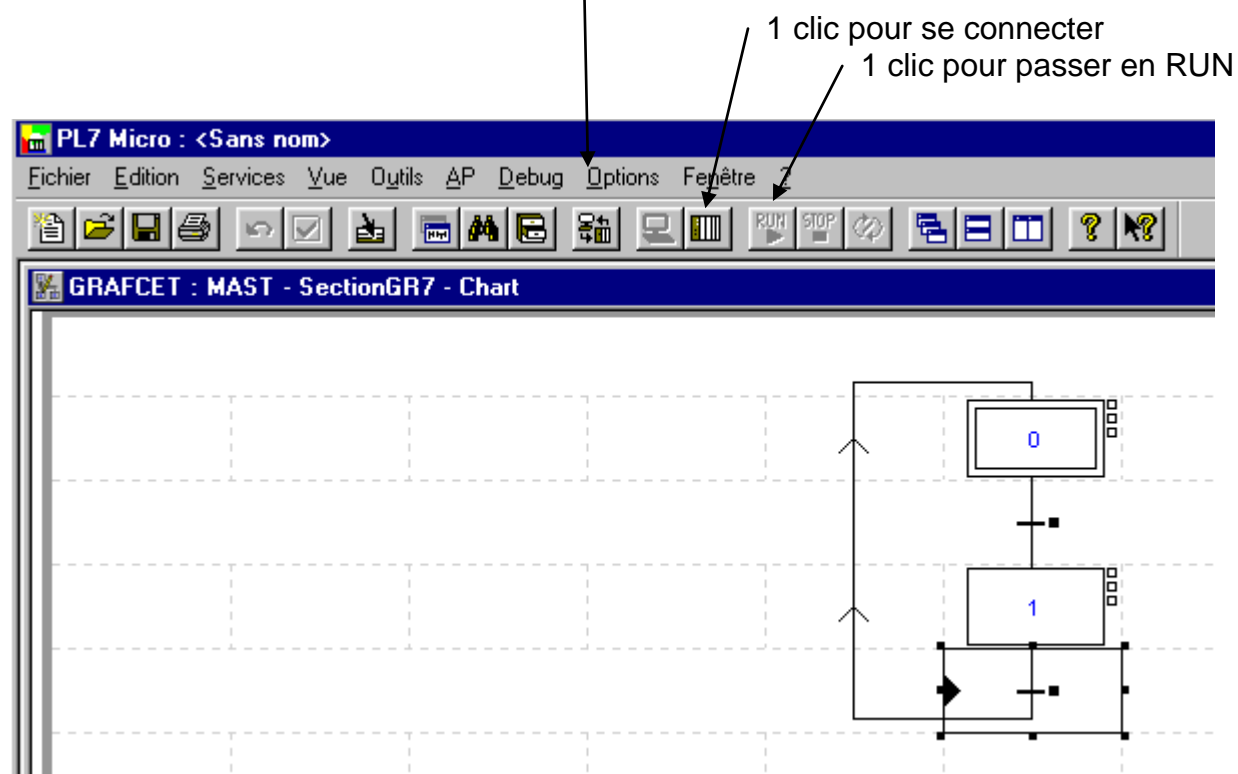 1 clic pour se connecter
1 clic pour passer en RUN
PL7 Micro : <Sans nom>
Fichier Edition Services Vue Outils AP Debug Options Fenêtre ?
RUN STOP
GRAFCET : MAST - SectionGR7 - Chart
0
1